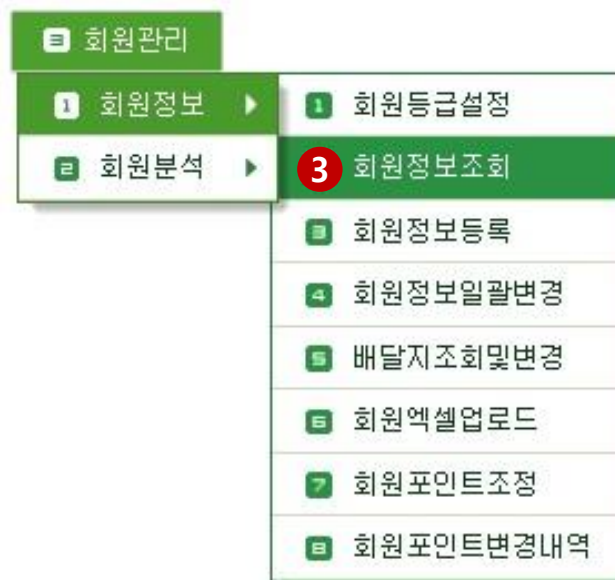 3 회원관리
1 회원정보 ▶
2 회원분석 ▶
1 회원등급설정
3 회원정보조회
3 회원정보등록
4 회원정보일괄변경
5 배달지조회및변경
6 회원엑셀업로드
7 회원포인트조정
8 회원포인트변경내역